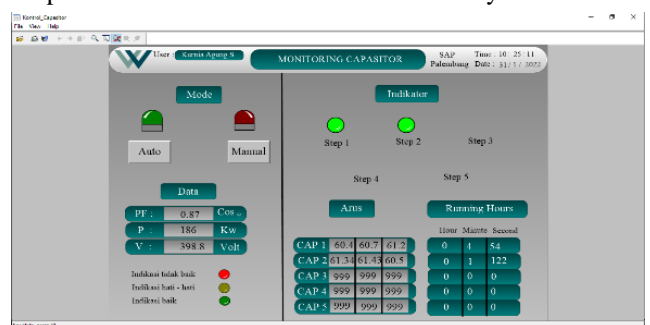 Kontrol_Capasitor
File View Help
User : Kurnia Agung S
MONITORING CAPASITOR
SAP Palembang
Time : 10 : 25 : 11
Date : 31/ 1 / 2022
Mode
Auto
Manual
Indikator
Step 1
Step 2
Step 3
Step 4
Step 5
Data
PF : 0.87 Cos
P : 186 Kw
V : 398.8 Volt
Indikasi tidak baik
Indikasi hati - hati
Indikasi baik
Arus
CAP 1 60.4 60.7 61.2
CAP 2 61.34 61.43 60.5
CAP 3 999 999 999
CAP 4 999 999 999
CAP 5 999 999 999
Running Hours
Hour Minute Second
0 4 54
0 1 122
0 0 0
0 0 0
0 0 0